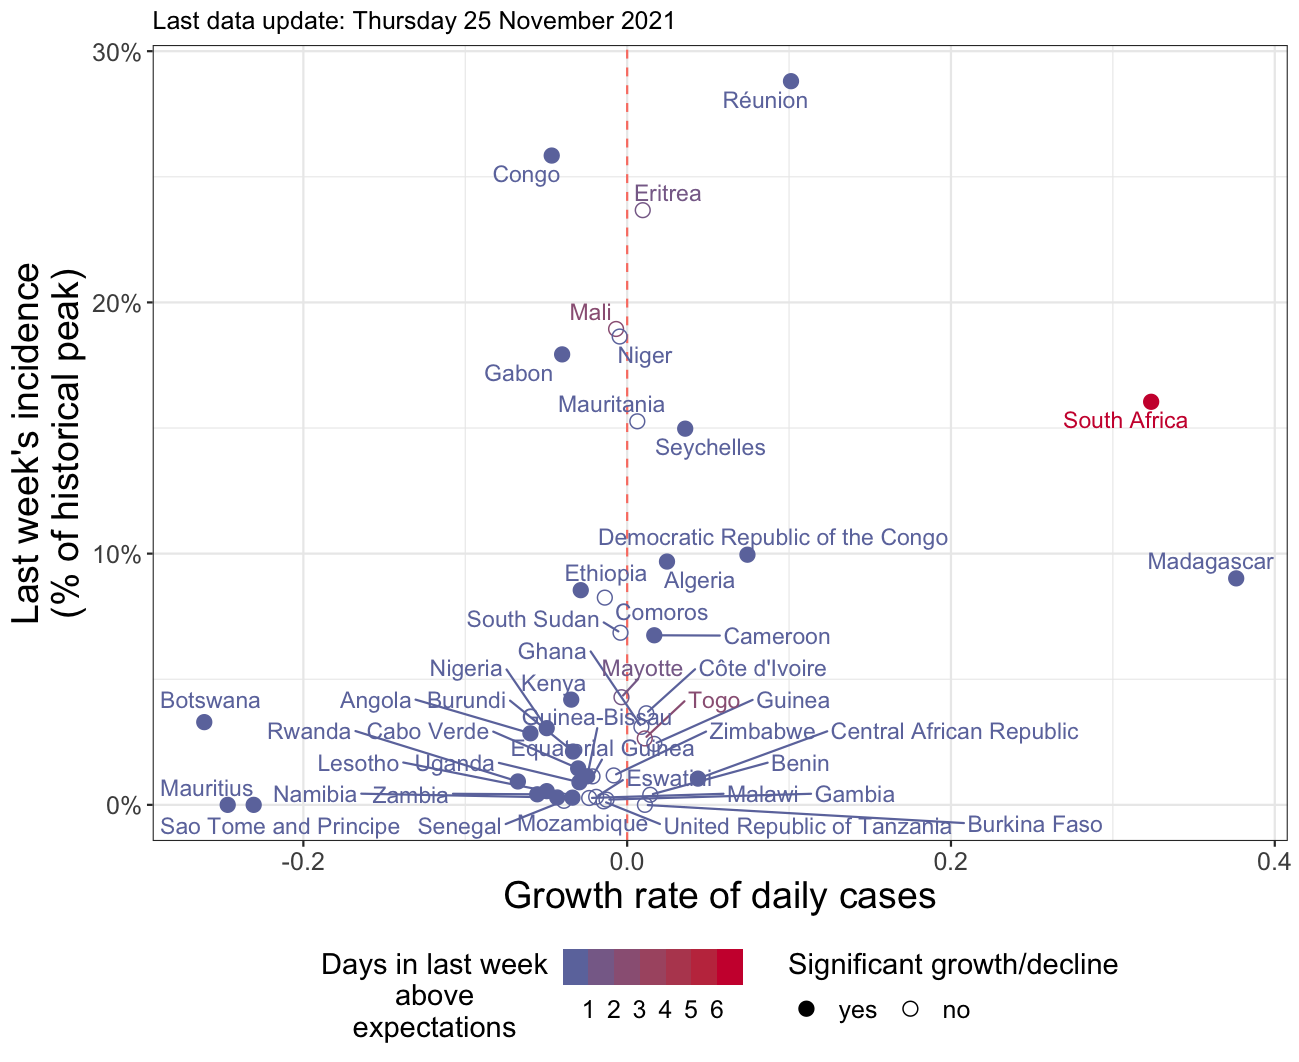 Last data update: Thursday 25 November 2021
30%
Réunion
Congo
Eritrea
20%
Mali
Niger
Gabon
Mauritania
South Africa
Seychelles
Last week's incidence
(% of historical peak)
Democratic Republic of the Congo
10%
Madagascar
Ethiopia
Algeria
Comoros
South Sudan
Cameroon
Ghana
Nigeria
Mayotte
Côte d'Ivoire
Kenya
Botswana
Angola
Burundi
Togo
Guinea
Guinea-Bissau
Rwanda
Cabo Verde
Zimbabwe
Central African Republic
Equatorial Guinea
Lesotho
Uganda
Benin
Eswatini
Mauritius
Namibia
Zambia
Malawi
Gambia
0%
Sao Tome and Principe
Senegal
Mozambique
United Republic of Tanzania
Burkina Faso
-0.2
0.0
0.2
0.4
Growth rate of daily cases
Days in last week
above
expectations
1 2 3 4 5 6
Significant growth/decline
yes
no